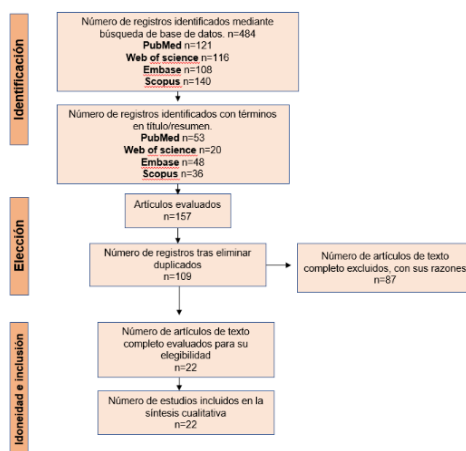 Identificación
Número de registros identificados mediante
búsqueda de base de datos. n=484
PubMed n=121
Web of science n=116
Embase n=108
Scopus n=140
Número de registros identificados con términos
en título/resumen.
PubMed n=53
Web of science n=20
Embase n=48
Scopus n=36
Elección
Artículos evaluados
n=157
Número de registros tras eliminar
duplicados
n=109
Número de artículos de texto
completo excluidos, con sus razones
n=87
Idoneidad e inclusión
Número de artículos de texto
completo evaluados para su
elegibilidad
n=22
Número de estudios incluidos en la
síntesis cualitativa
n=22